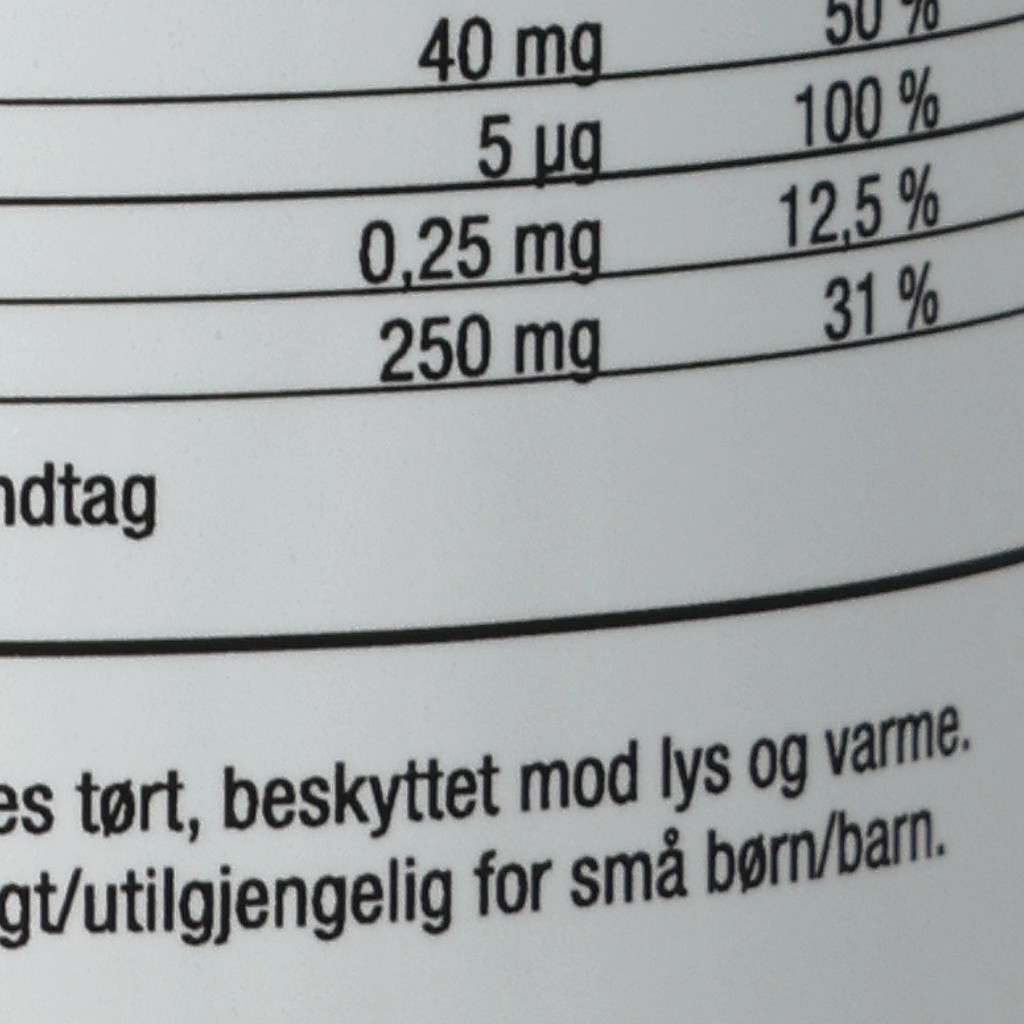 40 mg 50 %
5 µg 100 %
0,25 mg 12,5 %
250 mg 31 %
ndtag
es tørt, beskyttet mod lys og varme.
gt/utilgjengelig for små børn/barn.